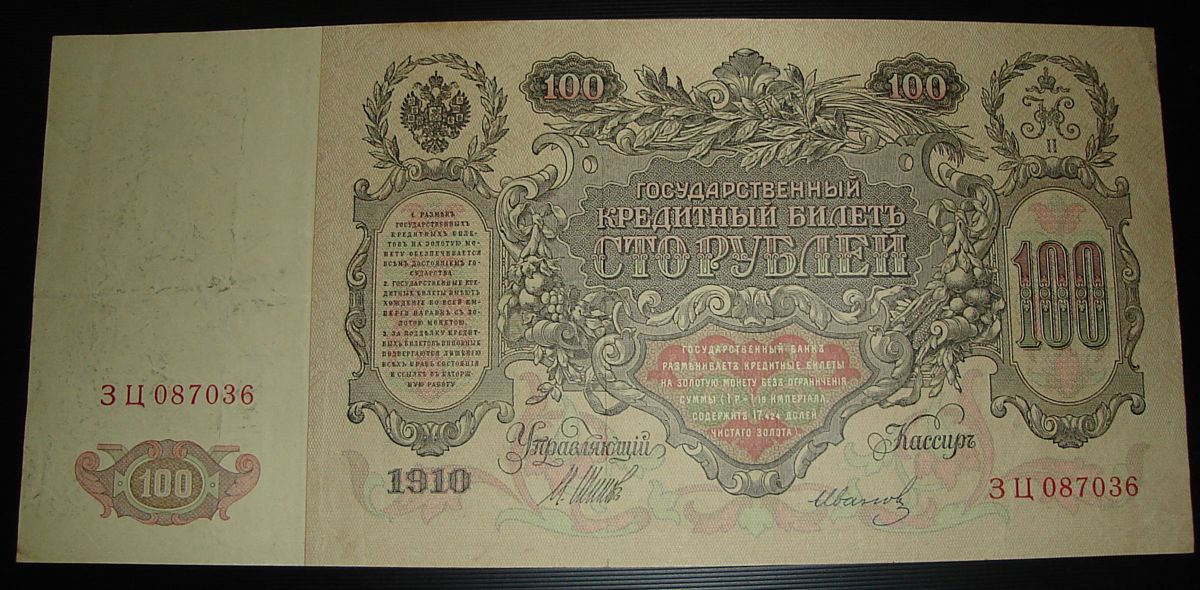 100
100
II
ГОСУДАРСТВЕННЫЙ
КРЕДИТНЫЙ БИЛЕТЪ
СТО РУБЛЕЙ
1. РАЗМѢНЪ
ГОСУДАРСТВЕННЫХЪ
КРЕДИТНЫХЪ БИЛЕ-
ТОВЪ НА ЗОЛОТУЮ МО-
НЕТУ ОБЕСПЕЧИВАЕТСЯ
ВСѢМЪ ДОСТОЯНІЕМЪ ГО-
СУДАРСТВА.
2. ГОСУДАРСТВЕННЫЕ КРЕ-
ДИТНЫЕ БИЛЕТЫ ИМѢЮТЪ
ХОЖДЕНІЕ ВО ВСЕЙ ИМ-
ПЕРІИ НАРАВНѢ СЪ ЗО-
ЛОТОЮ МОНЕТОЮ.
3. ЗА ПОДДѢЛКУ КРЕДИТ-
НЫХЪ БИЛЕТОВЪ ВИНОВНЫЕ
ПОДВЕРГАЮТСЯ ЛИШЕНІЮ
ВСѢХЪ ПРАВЪ СОСТОЯНІЯ
И ССЫЛКѢ ВЪ КАТОРЖ-
НУЮ РАБОТУ
100
ГОСУДАРСТВЕННЫЙ БАНКЪ
РАЗМѢНИВАЕТЪ КРЕДИТНЫЕ БИЛЕТЫ
НА ЗОЛОТУЮ МОНЕТУ БЕЗЪ ОГРАНИЧЕНІЯ
СУММЫ (1 Р.= 1/15 ИМПЕРІАЛА,
СОДЕРЖИТЪ 17,424 ДОЛЕЙ
ЧИСТАГО ЗОЛОТА)
ЗЦ 087036
Управляющій
Кассиръ
100
1910
Ивановъ
ЗЦ 087036